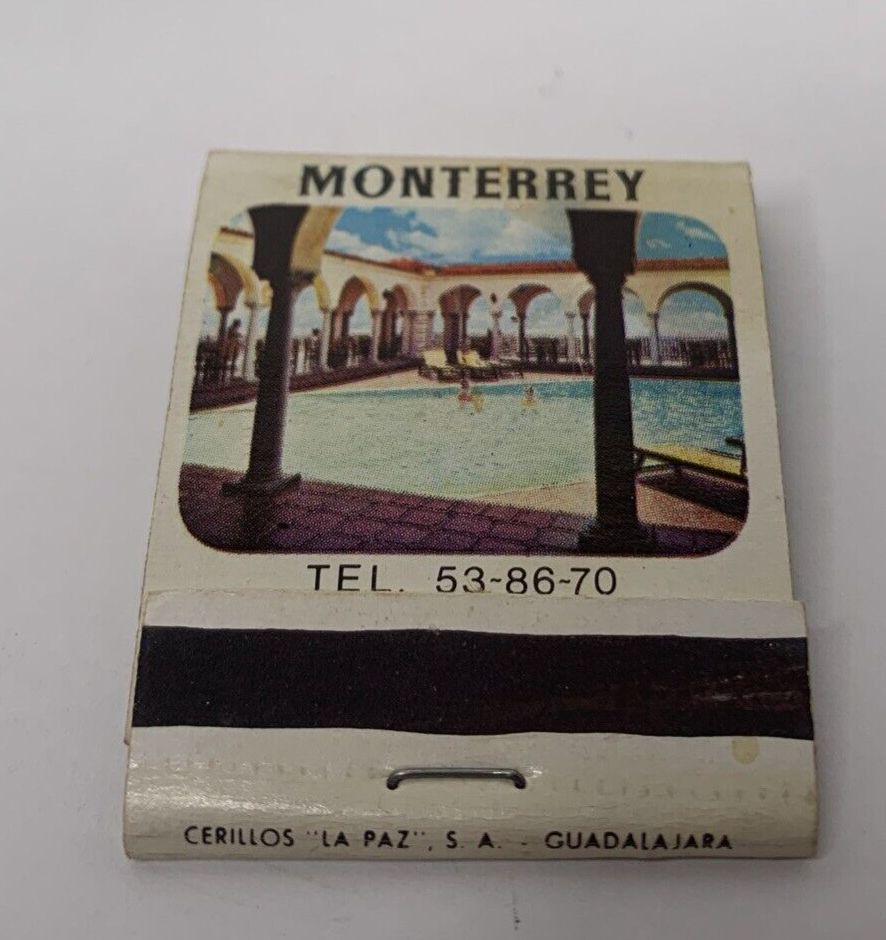 MONTERREY
TEL. 53-86-70
CERILLOS "LA PAZ", S. A. - GUADALAJARA